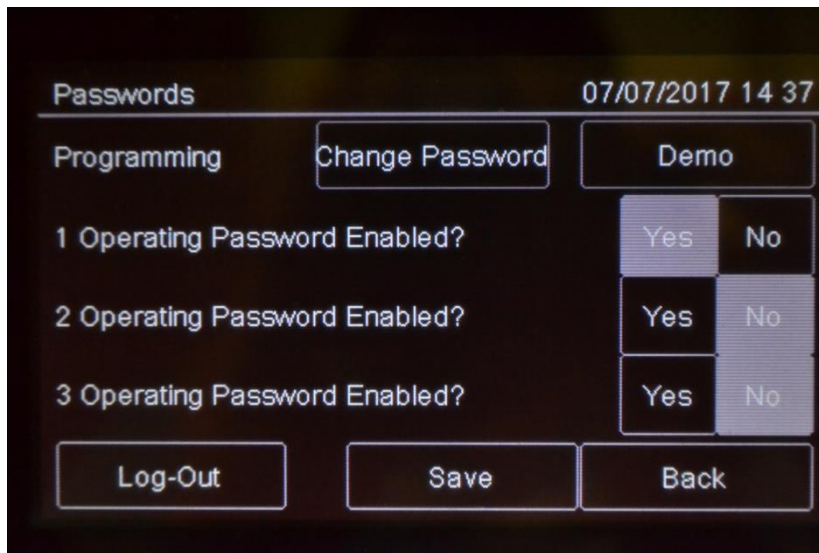 Passwords 07/07/2017 14 37
Programming Change Password Demo
1 Operating Password Enabled? Yes No
2 Operating Password Enabled? Yes No
3 Operating Password Enabled? Yes No
Log-Out Save Back